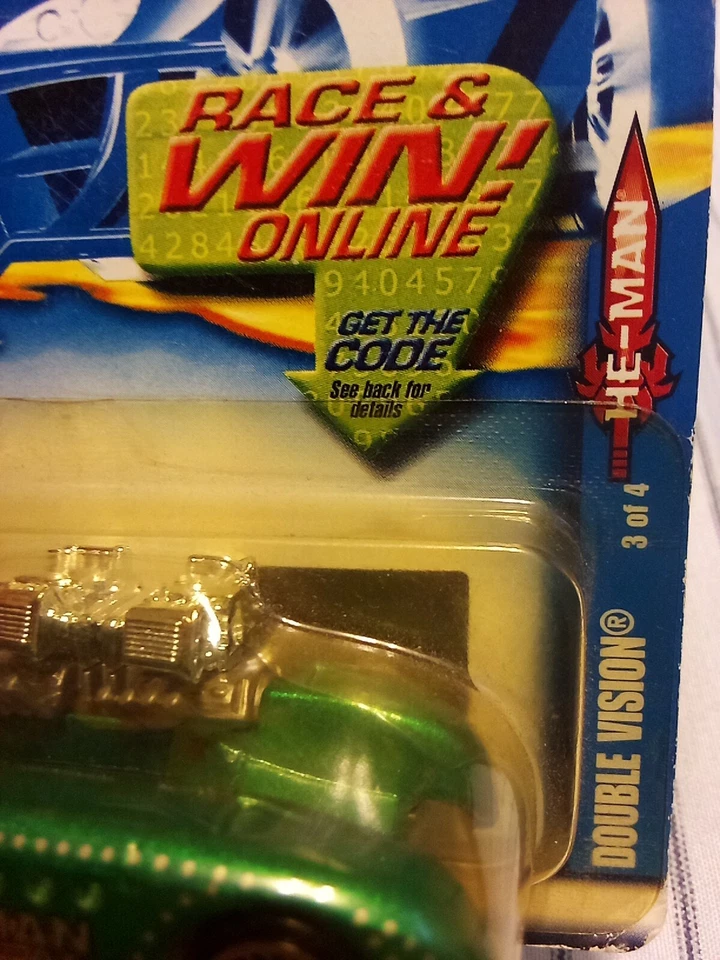 RACE &
WIN!
ONLINE
GET THE
CODE
See back for
details
HE-MAN®
3 of 4
DOUBLE VISION®